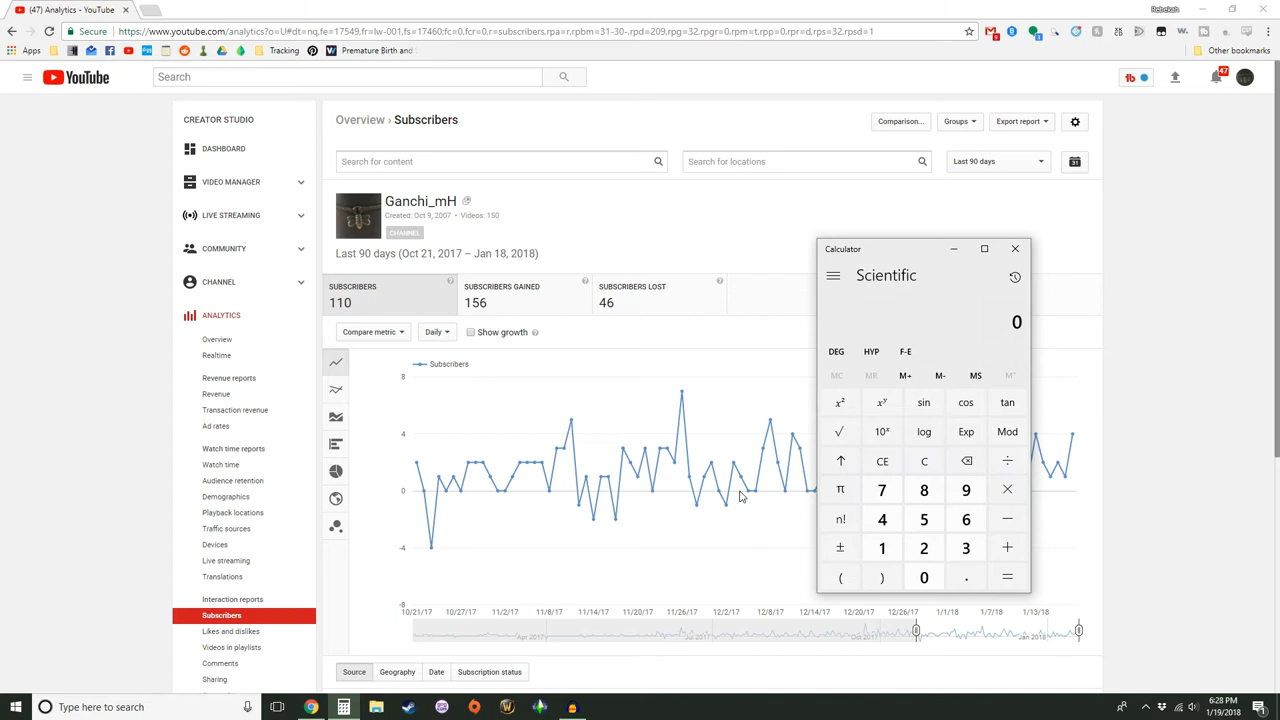 (47) Analytics - YouTube
Rebekah
Secure
https://www.youtube.com/analytics?o=U#dt=nq,fe=17549,fr=lw-001,fs=17460;fc=0,fcr=0,r=subscribers,rpa=r,rpbm=31-30-,rpd=209,rpg=32,rpgr=0,rpm=t,rpp=0,rpr=d,rps=32,rpsd=1
Apps
Tracking
Premature Birth and
Other bookmarks
YouTube
Search
47
CREATOR STUDIO
DASHBOARD
VIDEO MANAGER
LIVE STREAMING
COMMUNITY
CHANNEL
ANALYTICS
Overview
Realtime
Revenue reports
Revenue
Transaction revenue
Ad rates
Watch time reports
Watch time
Audience retention
Demographics
Playback locations
Traffic sources
Devices
Live streaming
Translations
Interaction reports
Subscribers
Likes and dislikes
Videos in playlists
Comments
Sharing
Overview › Subscribers
Comparison...
Groups
Export report
Search for content
Search for locations
Last 90 days
31
Ganchi_mH
Created: Oct 9, 2007 • Videos: 150
CHANNEL
Last 90 days (Oct 21, 2017 – Jan 18, 2018)
SUBSCRIBERS
110
SUBSCRIBERS GAINED
156
SUBSCRIBERS LOST
46
Compare metric
Daily
Show growth
Subscribers
8
4
0
-4
-8
10/21/17 10/27/17 11/2/17 11/8/17 11/14/17 11/20/17 11/26/17 12/2/17 12/8/17 12/14/17 12/20/17 12/26/17 1/1/18 1/7/18 1/13/18
Apr 2017 Jul 2017 Oct 2017 Jan 2018
Source Geography Date Subscription status
Calculator
Scientific
0
DEG HYP F-E
MC MR M+ M- MS M˅
x² xʸ sin cos tan
√ 10ˣ log Exp Mod
↑ CE C ⌫ ÷
π 7 8 9 ×
n! 4 5 6 −
± 1 2 3 +
( ) 0 . =
Type here to search
6:28 PM
1/19/2018